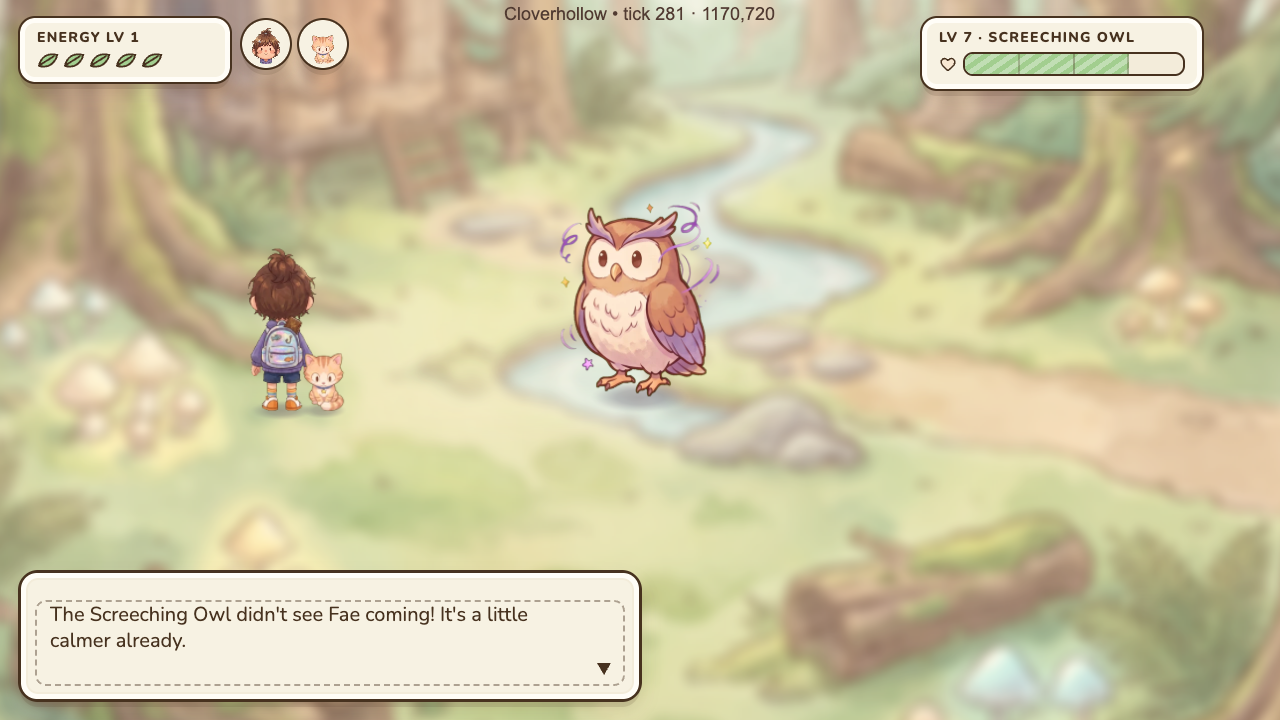 Cloverhollow • tick 281 · 1170,720
ENERGY LV 1
LV 7 · SCREECHING OWL
The Screeching Owl didn't see Fae coming! It's a little
calmer already.